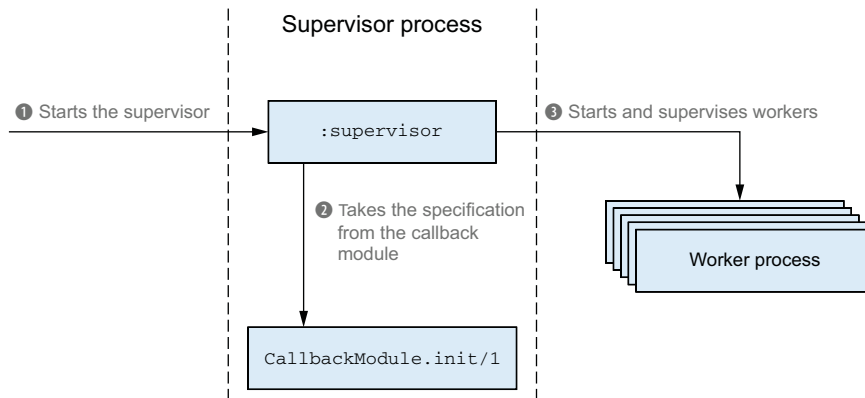 Supervisor process
❶ Starts the supervisor
:supervisor
❸ Starts and supervises workers
❷ Takes the specification
from the callback
module
Worker process
CallbackModule.init/1